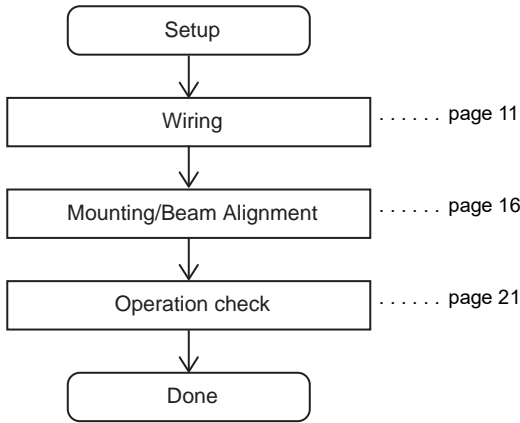 Setup
Wiring . . . . . . page 11
Mounting/Beam Alignment . . . . . . page 16
Operation check . . . . . . page 21
Done